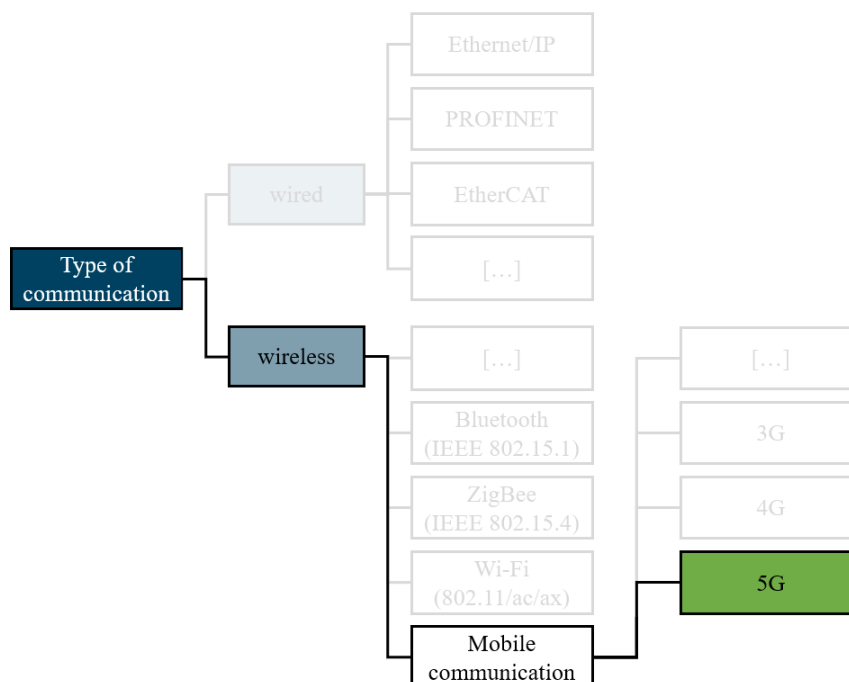 Ethernet/IP
PROFINET
wired
EtherCAT
[…]
Type of
communication
wireless
[…]
[…]
Bluetooth
(IEEE 802.15.1)
3G
ZigBee
(IEEE 802.15.4)
4G
Wi-Fi
(802.11/ac/ax)
5G
Mobile
communication